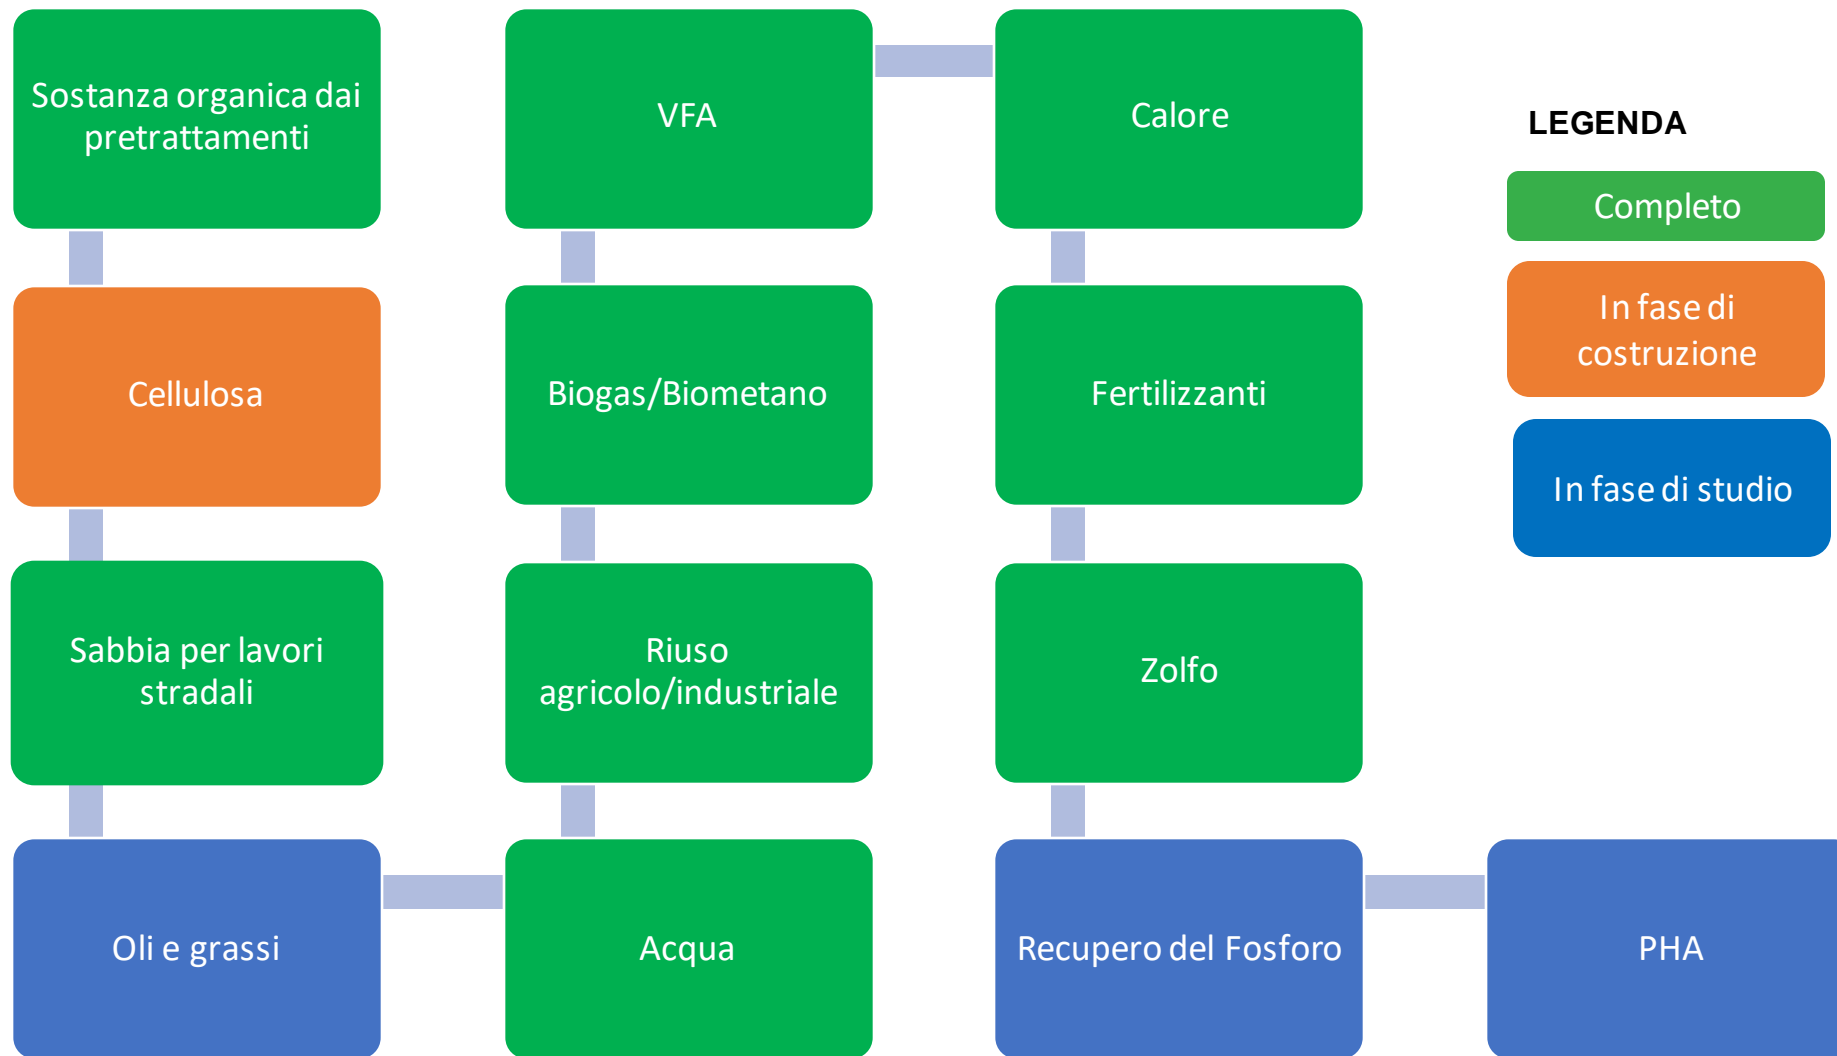 Sostanza organica dai
pretrattamenti
Cellulosa
Sabbia per lavori
stradali
Oli e grassi
Acqua
Riuso
agricolo/industriale
Biogas/Biometano
VFA
Calore
Fertilizzanti
Zolfo
Recupero del Fosforo
PHA
LEGENDA
Completo
In fase di
costruzione
In fase di studio